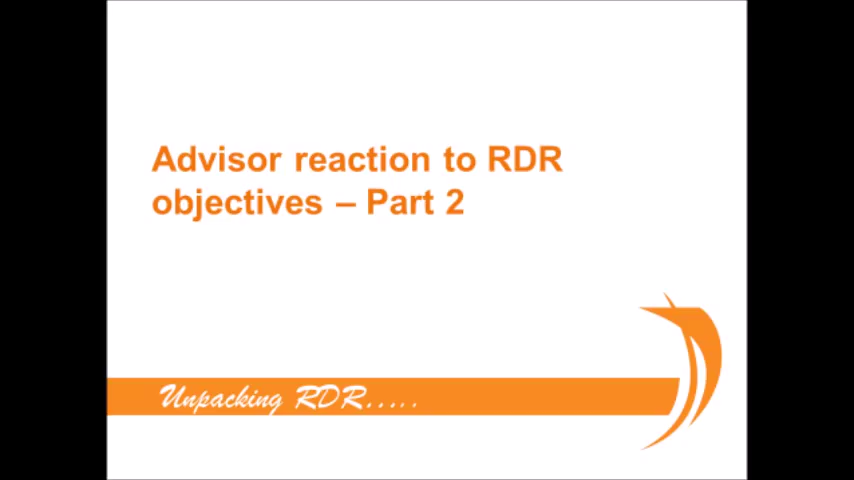 Advisor reaction to RDR
objectives – Part 2
Unpacking RDR.....